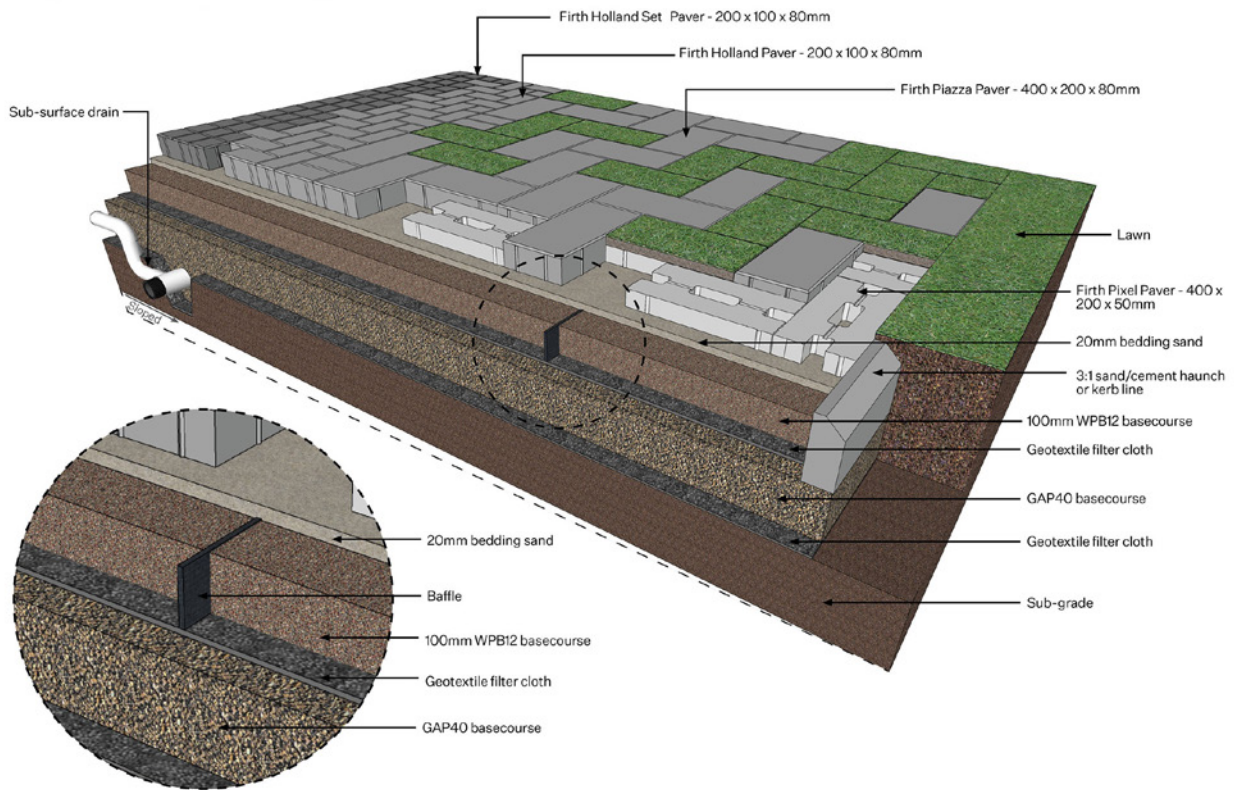 Firth Holland Set Paver - 200 x 100 x 80mm
Firth Holland Paver - 200 x 100 x 80mm
Firth Piazza Paver - 400 x 200 x 80mm
Sub-surface drain
Lawn
Firth Pixel Paver - 400 x
200 x 50mm
Sloped
20mm bedding sand
3:1 sand/cement haunch
or kerb line
100mm WPB12 basecourse
Geotextile filter cloth
GAP40 basecourse
Geotextile filter cloth
Sub-grade
20mm bedding sand
Baffle
100mm WPB12 basecourse
Geotextile filter cloth
GAP40 basecourse